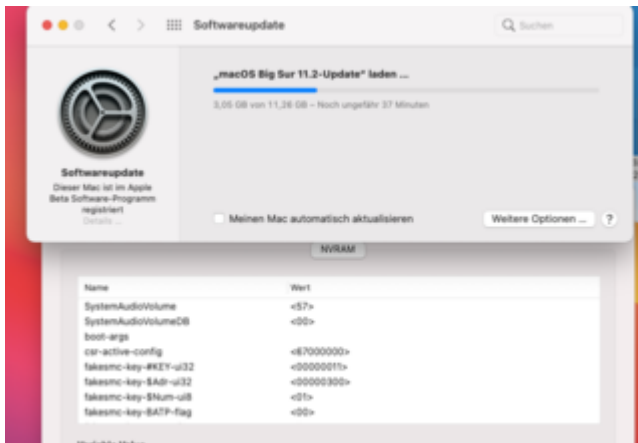 Softwareupdate
Suchen
„macOS Big Sur 11.2-Update“ laden ...
3,05 GB von 11,26 GB – Noch ungefähr 37 Minuten
Softwareupdate
Dieser Mac ist im Apple
Beta Software-Programm
registriert
Details ...
Meinen Mac automatisch aktualisieren
Weitere Optionen ...
?
NVRAM
Name Wert
SystemAudioVolume <57>
SystemAudioVolumeDB <00>
boot-args
csr-active-config <67000000>
fakesmc-key-#KEY-ui32 <00000011>
fakesmc-key-$Adr-ui32 <00000300>
fakesmc-key-$Num-ui8 <01>
fakesmc-key-BATP-flag <00>